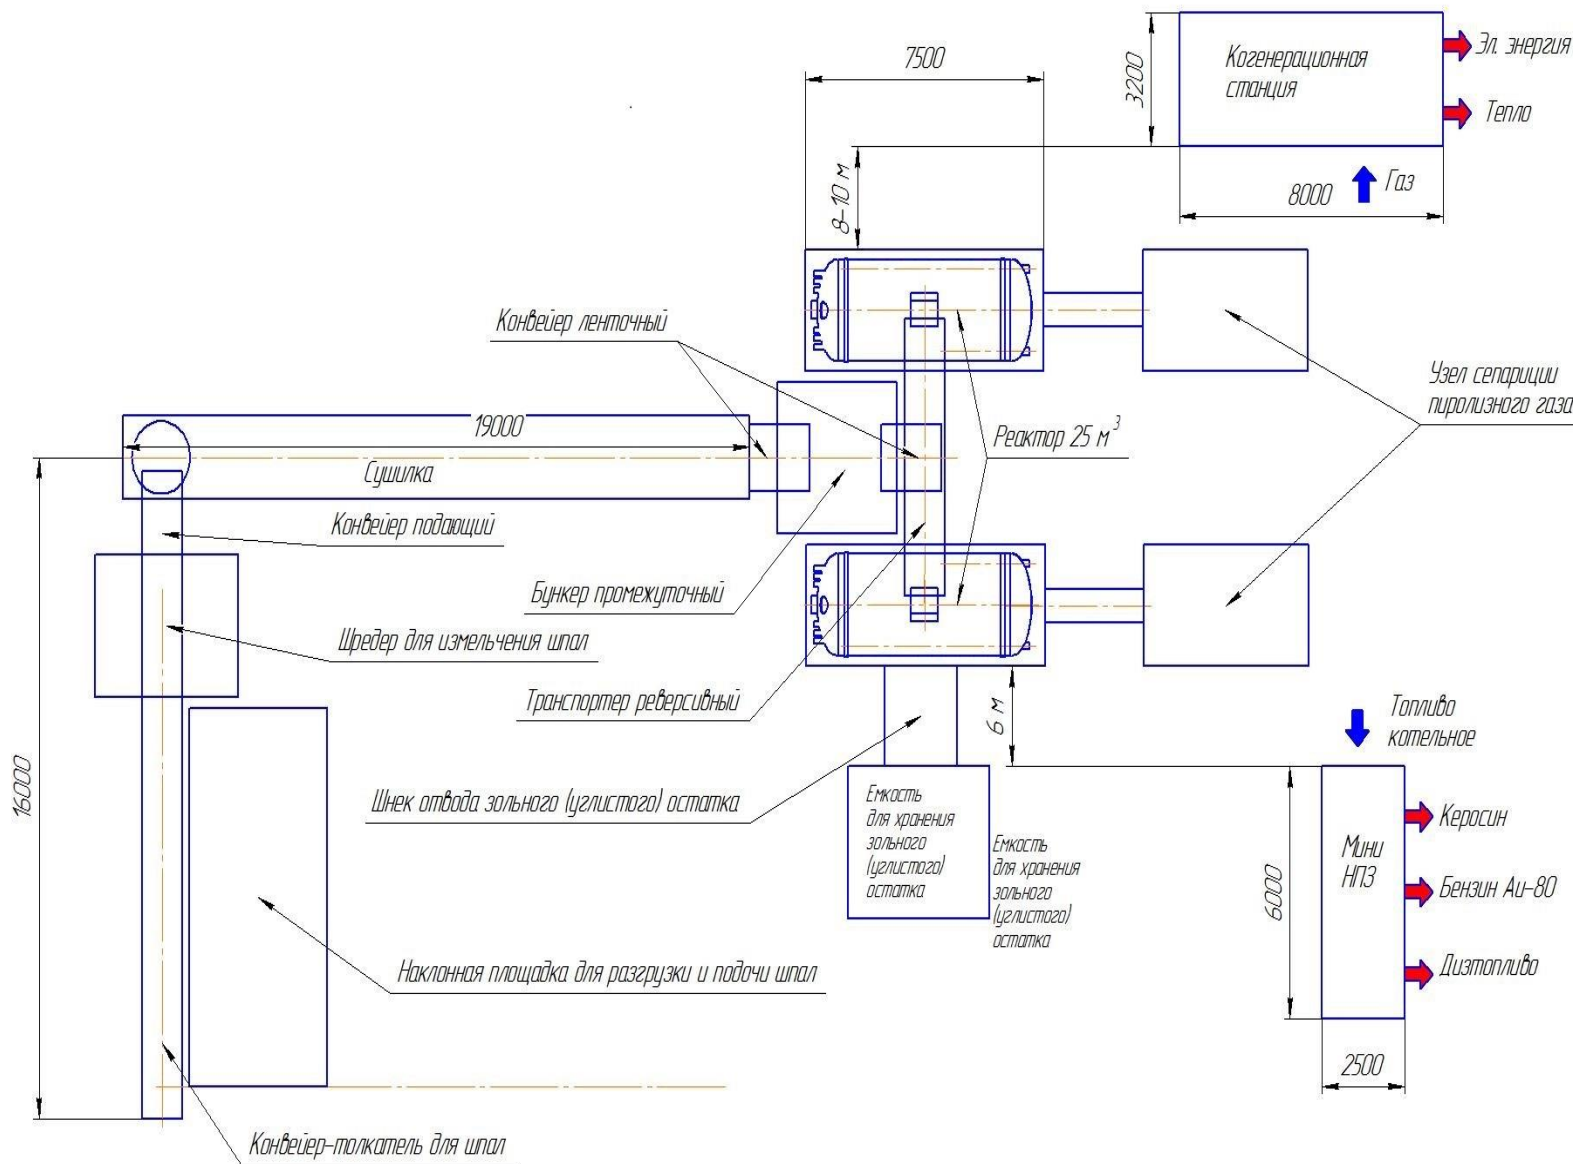 7500
3200
Когенерационная
станция
Эл. энергия
Тепло
8-10 м
8000
Газ
Конвейер ленточный
Узел сепариции
пиролизного газа
19000
Сушилка
Реактор 25 м³
Конвейер подающий
Бункер промежуточный
Шредер для измельчения шпал
Транспортер реверсивный
6 м
Топливо
котельное
16000
Шнек отвода зольного (углистого) остатка
Емкость
для хранения
зольного
(углистого)
остатка
Емкость
для хранения
зольного
(углистого)
остатка
6000
Мини
НПЗ
Керосин
Бензин Аи-80
Дизтопливо
Наклонная площадка для разгрузки и подачи шпал
2500
Конвейер-толкатель для шпал